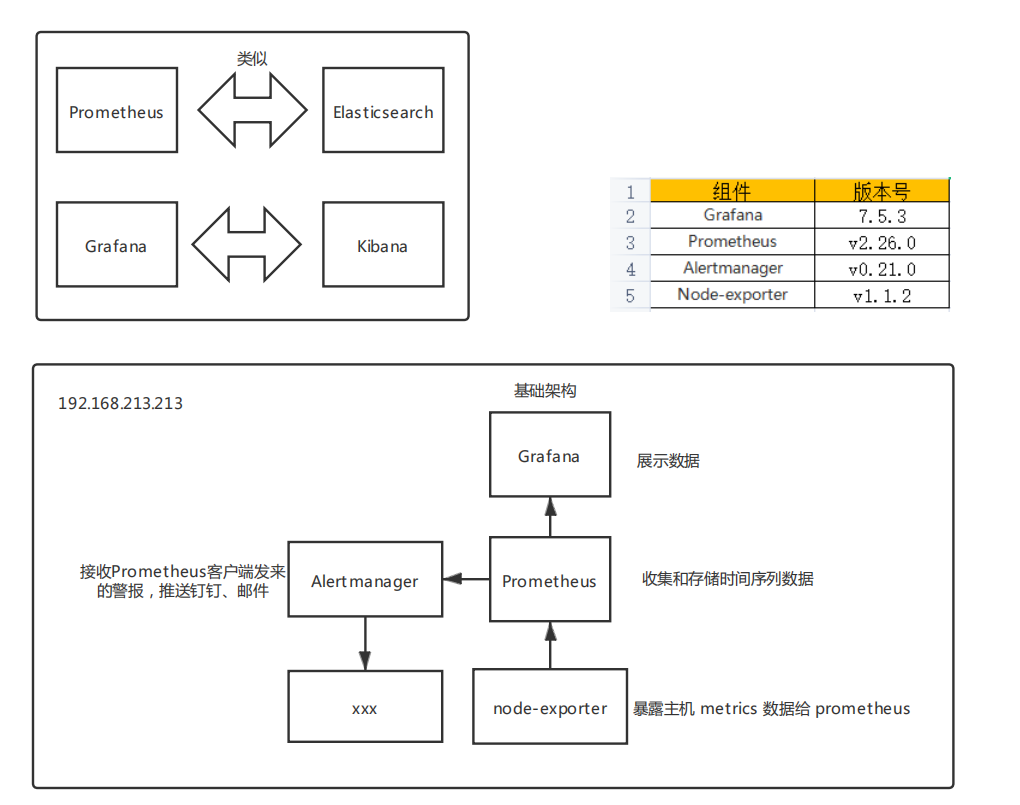 类似
Prometheus
Elasticsearch
Grafana
Kibana
1 组件 版本号
2 Grafana 7.5.3
3 Prometheus v2.26.0
4 Alertmanager v0.21.0
5 Node-exporter v1.1.2
基础架构
192.168.213.213
Grafana
展示数据
接收Prometheus客户端发来
的警报，推送钉钉、邮件
Alertmanager
Prometheus
收集和存储时间序列数据
xxx
node-exporter
暴露主机 metrics 数据给 prometheus